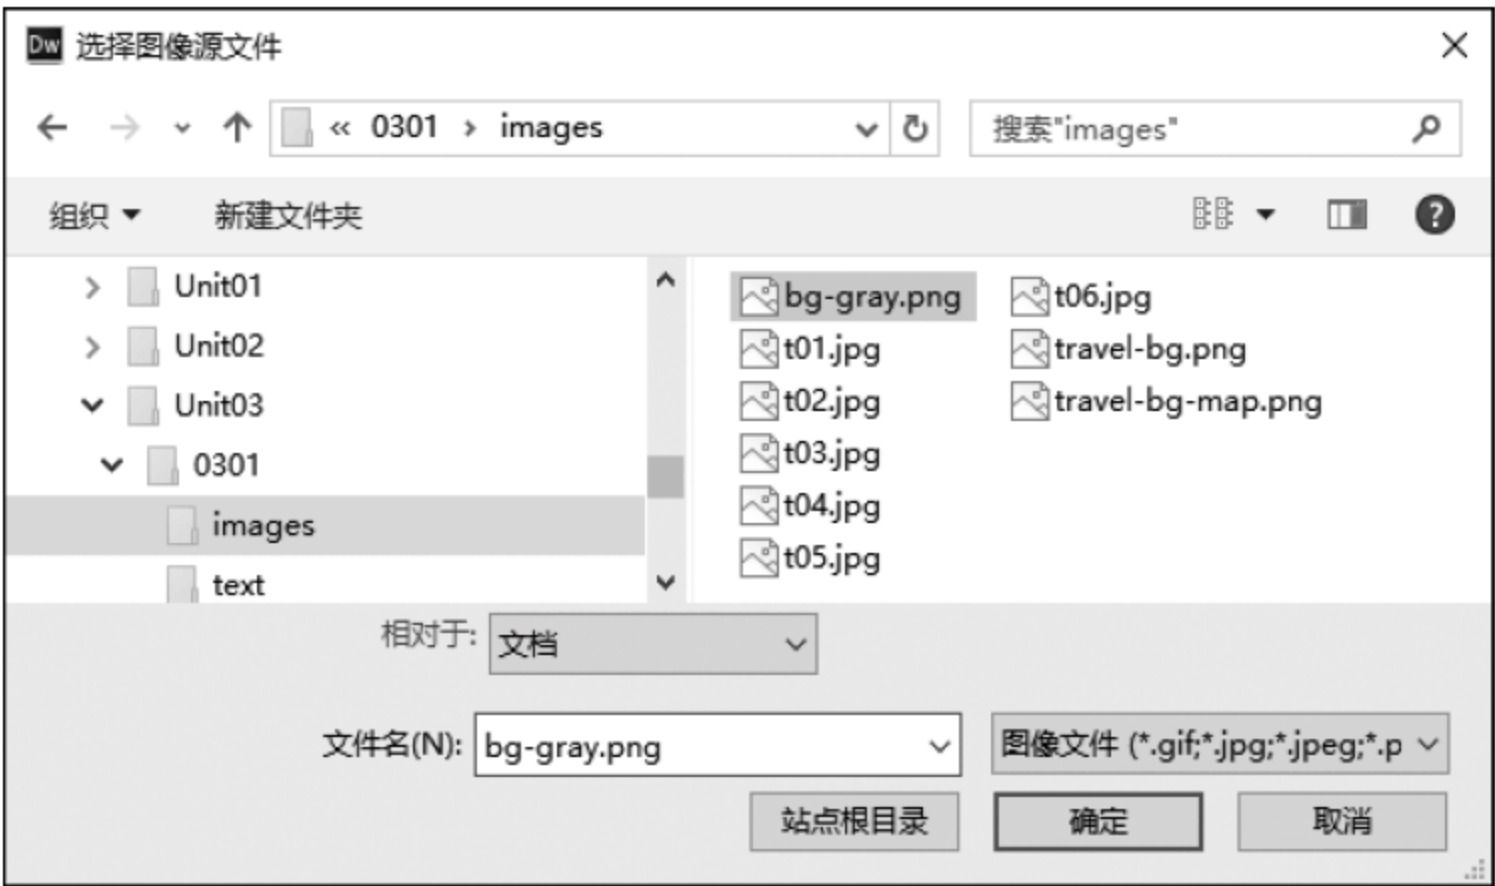 Dw 选择图像源文件
« 0301 › images
搜索"images"
组织 新建文件夹
Unit01
Unit02
Unit03
0301
images
text
bg-gray.png
t01.jpg
t02.jpg
t03.jpg
t04.jpg
t05.jpg
t06.jpg
travel-bg.png
travel-bg-map.png
相对于: 文档
文件名(N): bg-gray.png 图像文件 (*.gif;*.jpg;*.jpeg;*.p
站点根目录 确定 取消